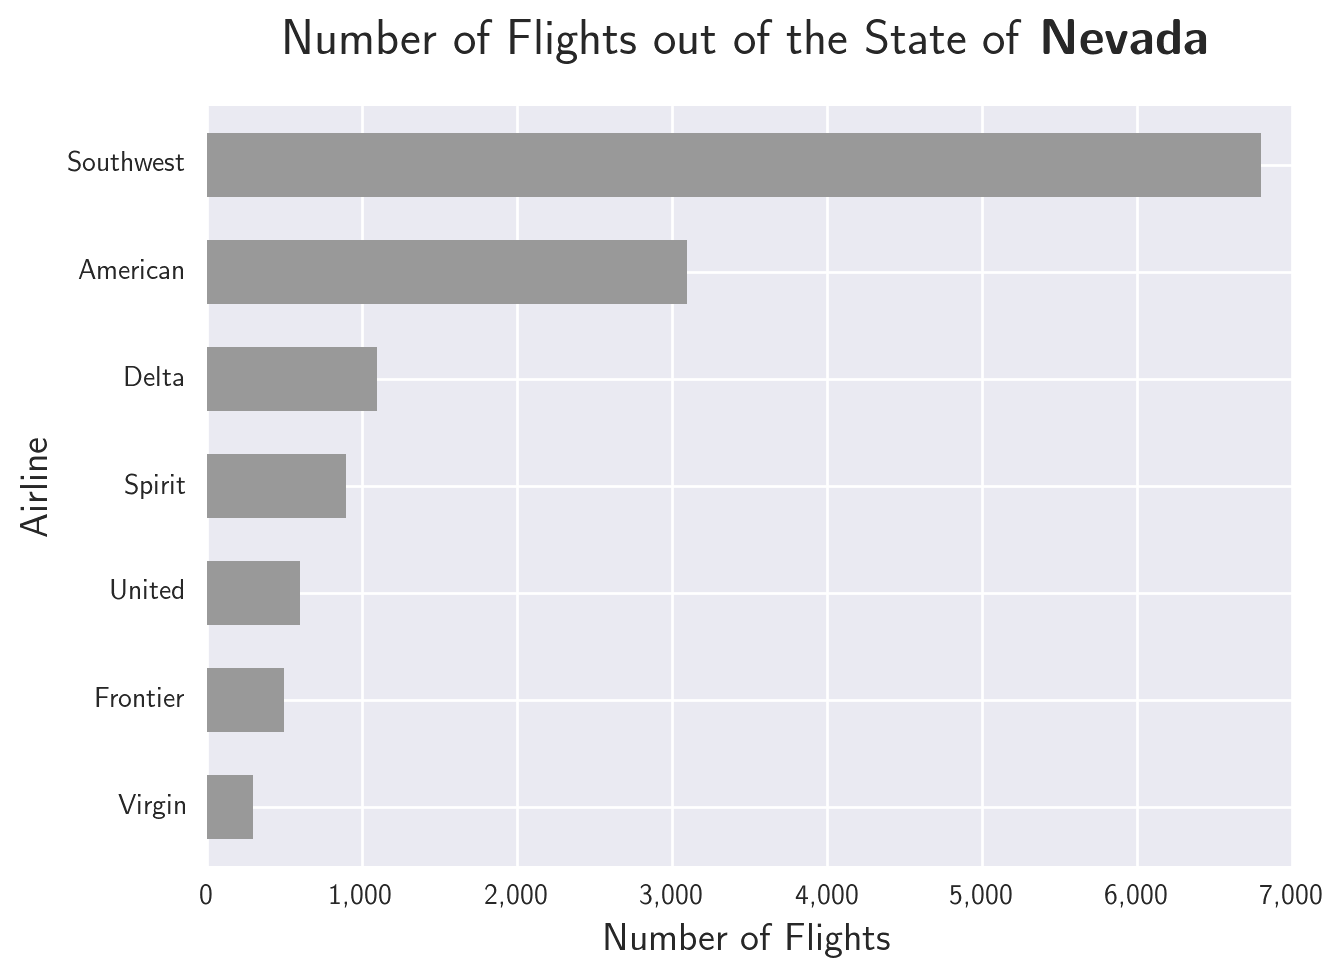 Number of Flights out of the State of Nevada
Southwest
American
Delta
Spirit
United
Frontier
Virgin
Airline
0 1,000 2,000 3,000 4,000 5,000 6,000 7,000
Number of Flights